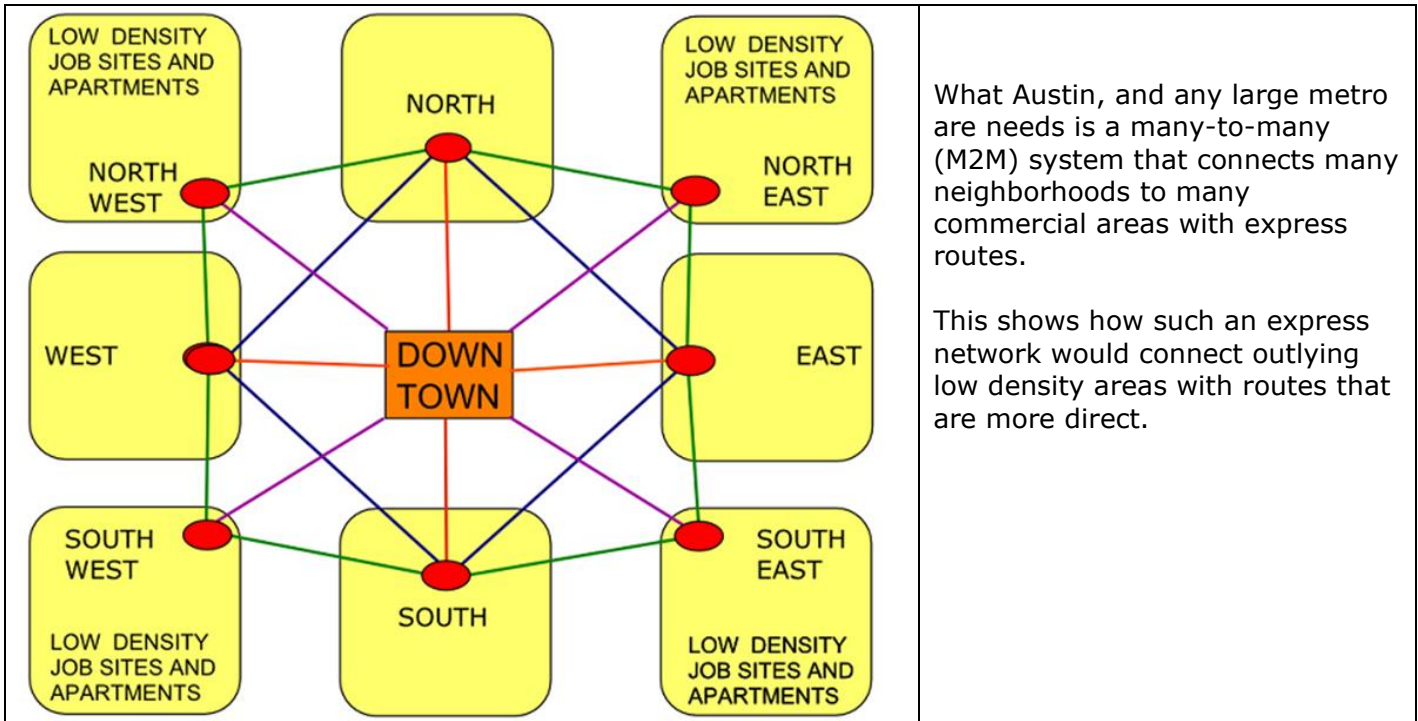 LOW DENSITY
JOB SITES AND
APARTMENTS
NORTH
WEST
NORTH
LOW DENSITY
JOB SITES AND
APARTMENTS
NORTH
EAST
WEST
DOWN
TOWN
EAST
SOUTH
WEST
LOW DENSITY
JOB SITES AND
APARTMENTS
SOUTH
SOUTH
EAST
LOW DENSITY
JOB SITES AND
APARTMENTS
What Austin, and any large metro
are needs is a many-to-many
(M2M) system that connects many
neighborhoods to many
commercial areas with express
routes.
This shows how such an express
network would connect outlying
low density areas with routes that
are more direct.